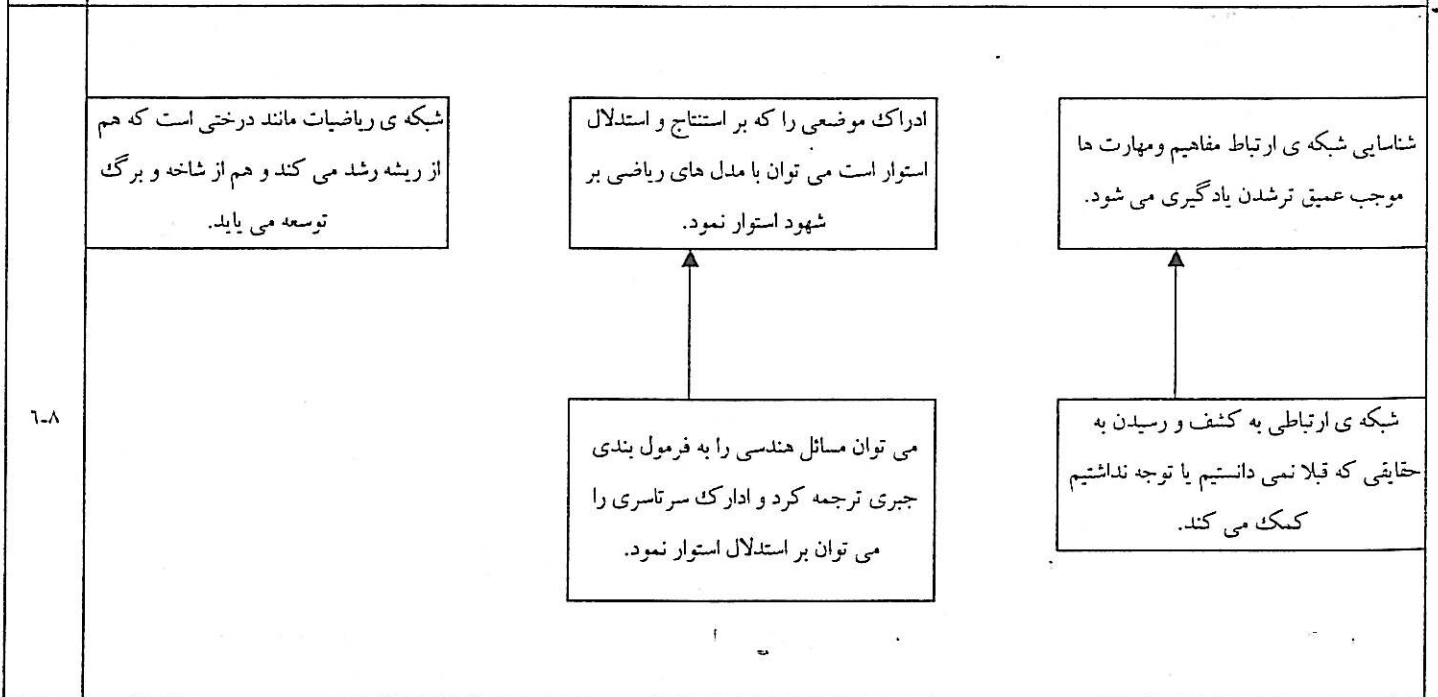 شناسایی شبکه ی ارتباط مفاهیم ومهارت ها
موجب عمیق ترشدن یادگیری می شود.
ادراک موضعی را که بر استنتاج و استدلال
استوار است می توان با مدل های ریاضی بر
شهود استوار نمود.
شبکه ی ریاضیات مانند درختی است که هم
از ریشه رشد می کند و هم از شاخه و برگ
توسعه می یابد.
شبکه ی ارتباطی به کشف و رسیدن به
حقایقی که قبلا نمی دانستیم یا توجه نداشتیم
کمک می کند.
می توان مسائل هندسی را به فرمول بندی
جبری ترجمه کرد و ادارک سرتاسری را
می توان بر استدلال استوار نمود.
٦-٨